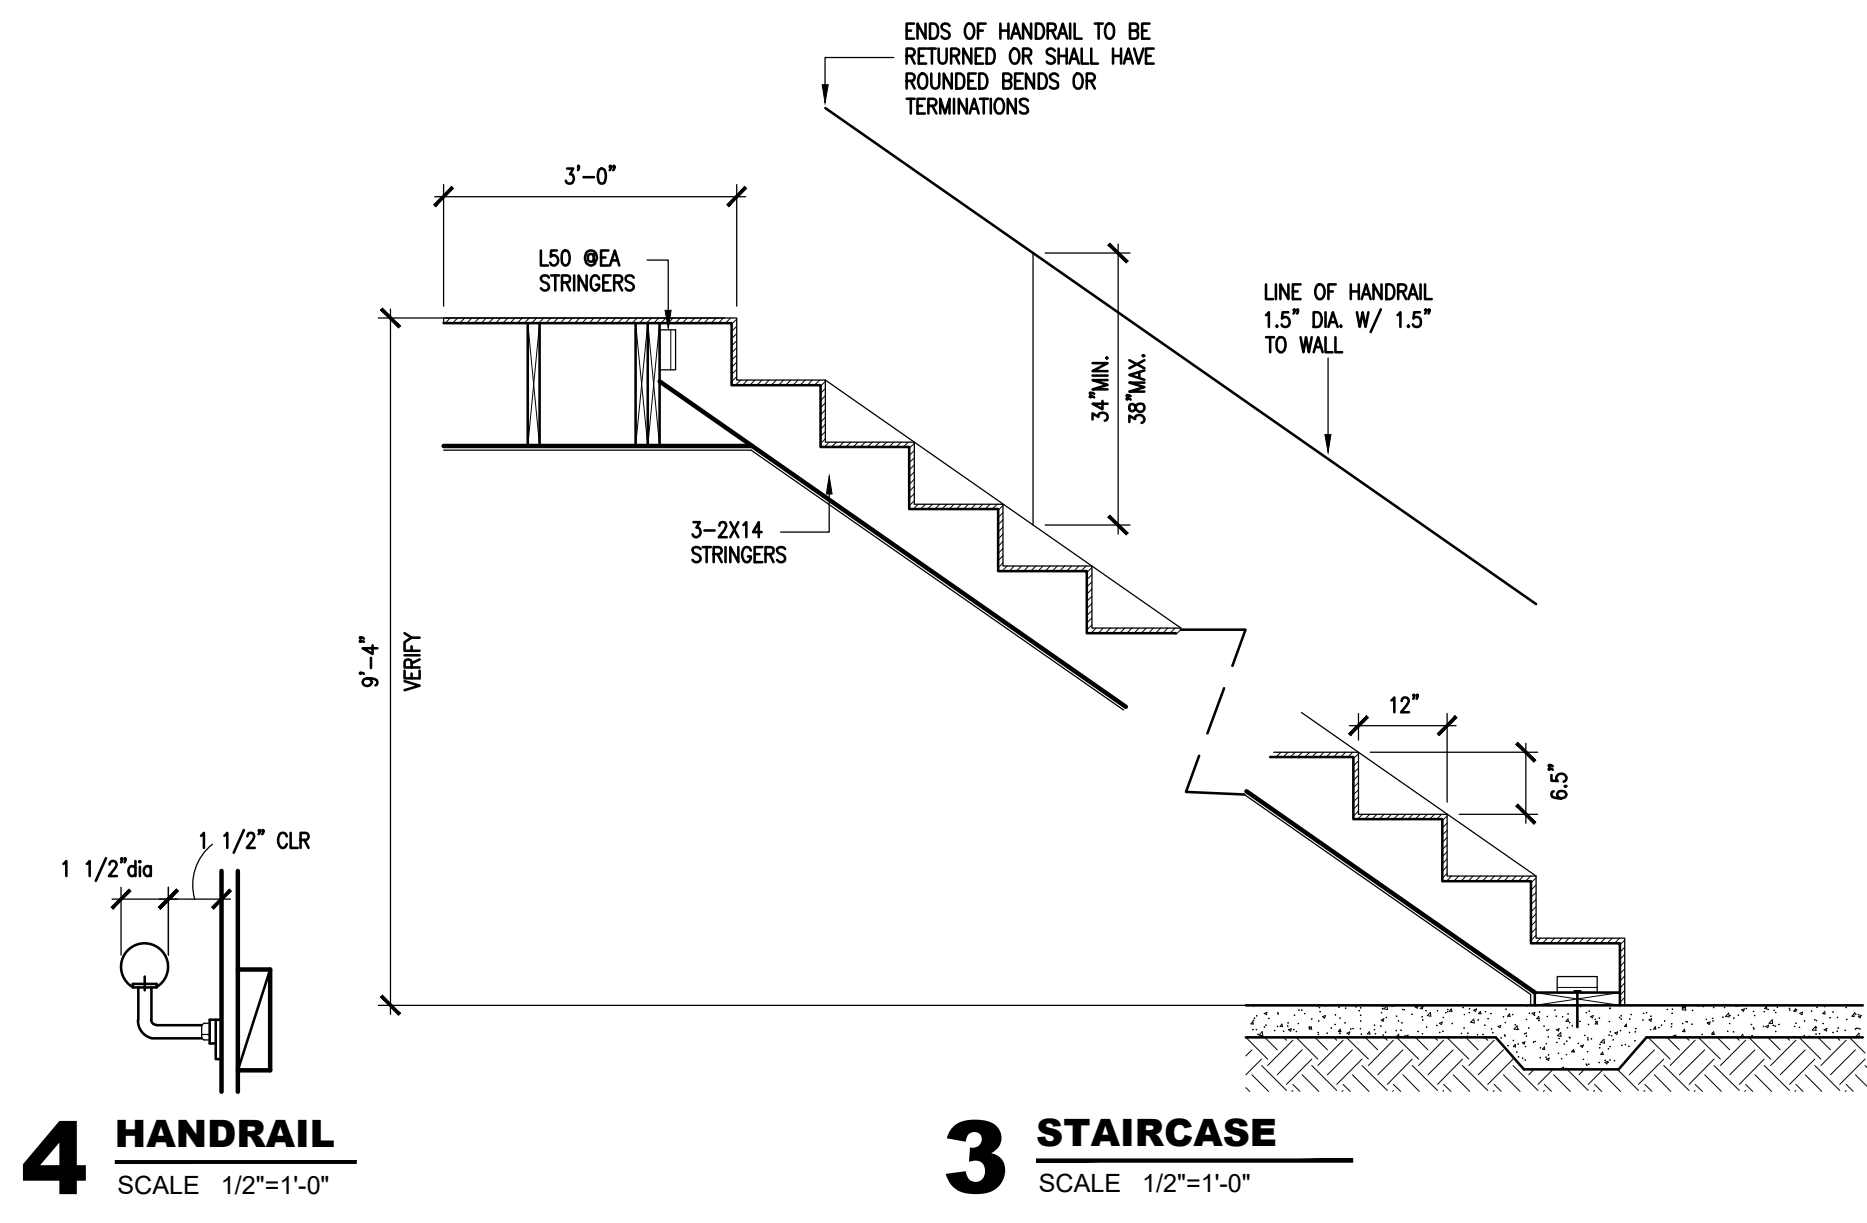 ENDS OF HANDRAIL TO BE
RETURNED OR SHALL HAVE
ROUNDED BENDS OR
TERMINATIONS
3'-0"
L50 @EA
STRINGERS
LINE OF HANDRAIL
1.5" DIA. W/ 1.5"
TO WALL
34"MIN.
38"MAX.
3-2X14
STRINGERS
9'-4"
VERIFY
12"
6.5"
1 1/2" CLR
1 1/2"dia
4 HANDRAIL
SCALE 1/2"=1'-0"
3 STAIRCASE
SCALE 1/2"=1'-0"